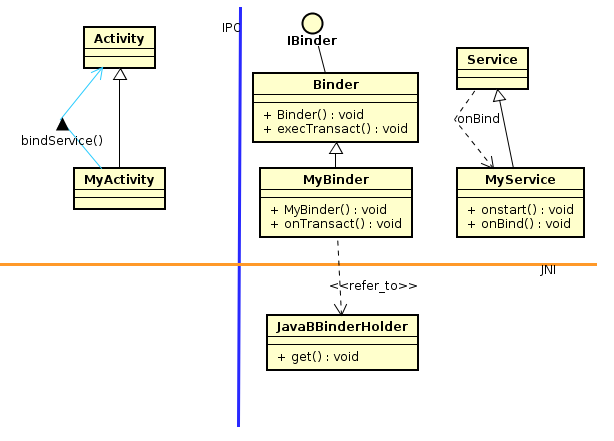 Activity
bindService()
MyActivity
IPC
IBinder
Binder
+ Binder() : void
+ execTransact() : void
MyBinder
+ MyBinder() : void
+ onTransact() : void
Service
onBind
MyService
+ onstart() : void
+ onBind() : void
JNI
<<refer_to>>
JavaBBinderHolder
+ get() : void